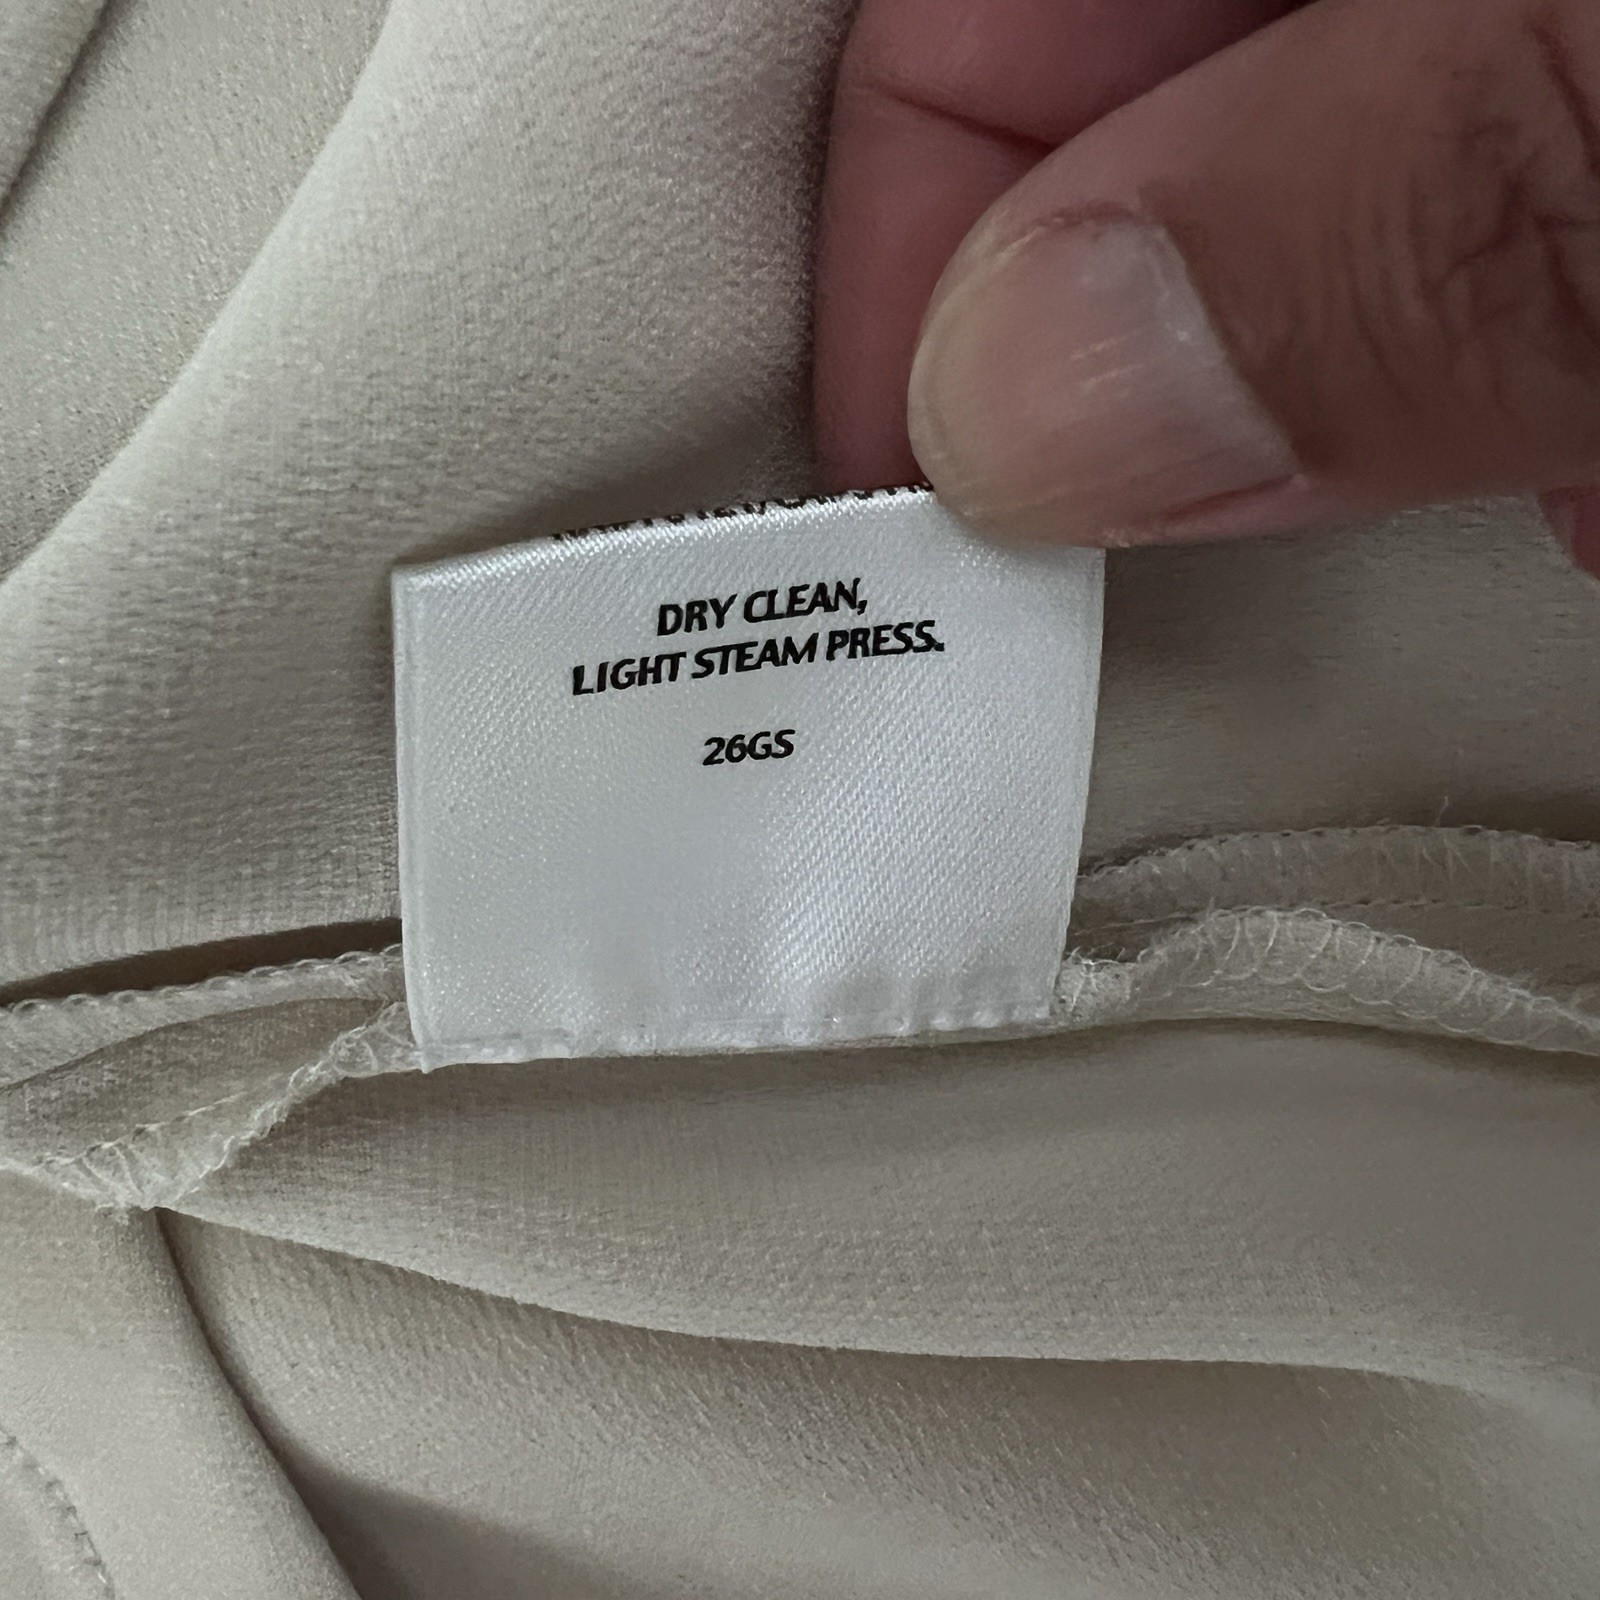 DRY CLEAN,
LIGHT STEAM PRESS.
26GS